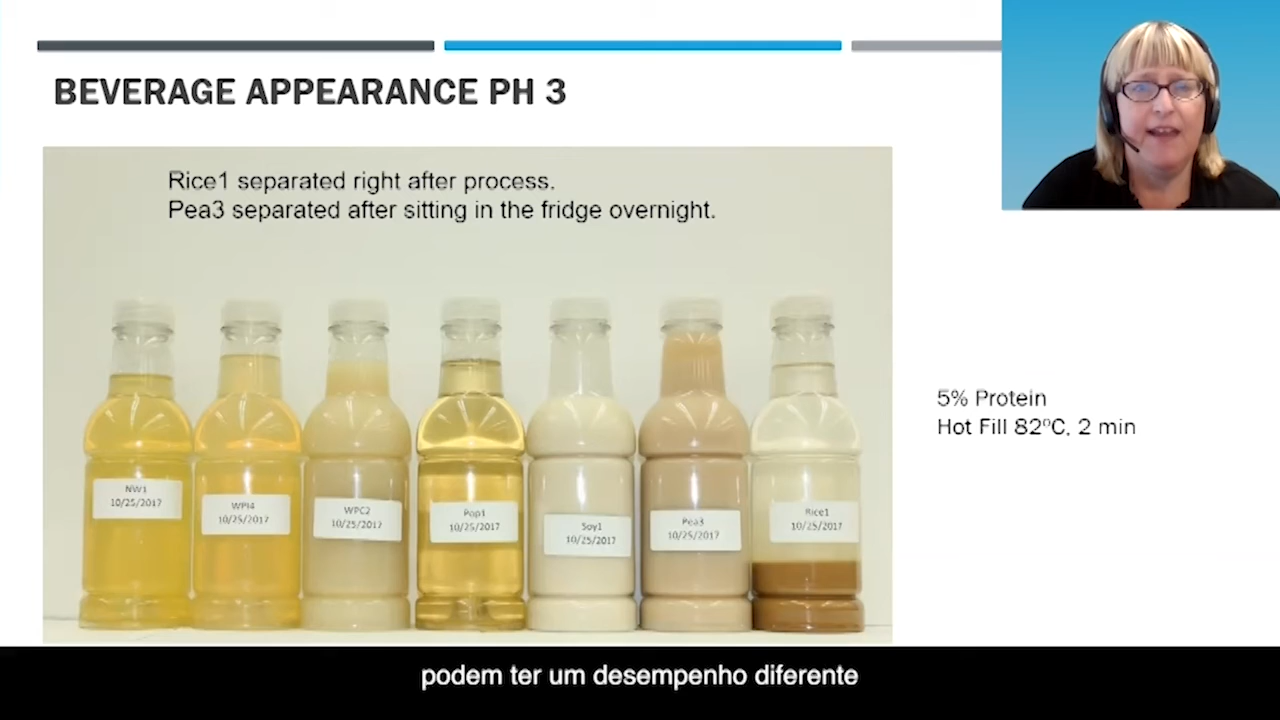 BEVERAGE APPEARANCE PH 3
Rice1 separated right after process.
Pea3 separated after sitting in the fridge overnight.
5% Protein
Hot Fill 82ºC, 2 min
NW1
10/25/2017
WPI4
10/25/2017
WPC2
10/25/2017
Pop1
10/25/2017
Soy1
10/25/2017
Pea3
10/25/2017
Rice1
10/25/2017
podem ter um desempenho diferente